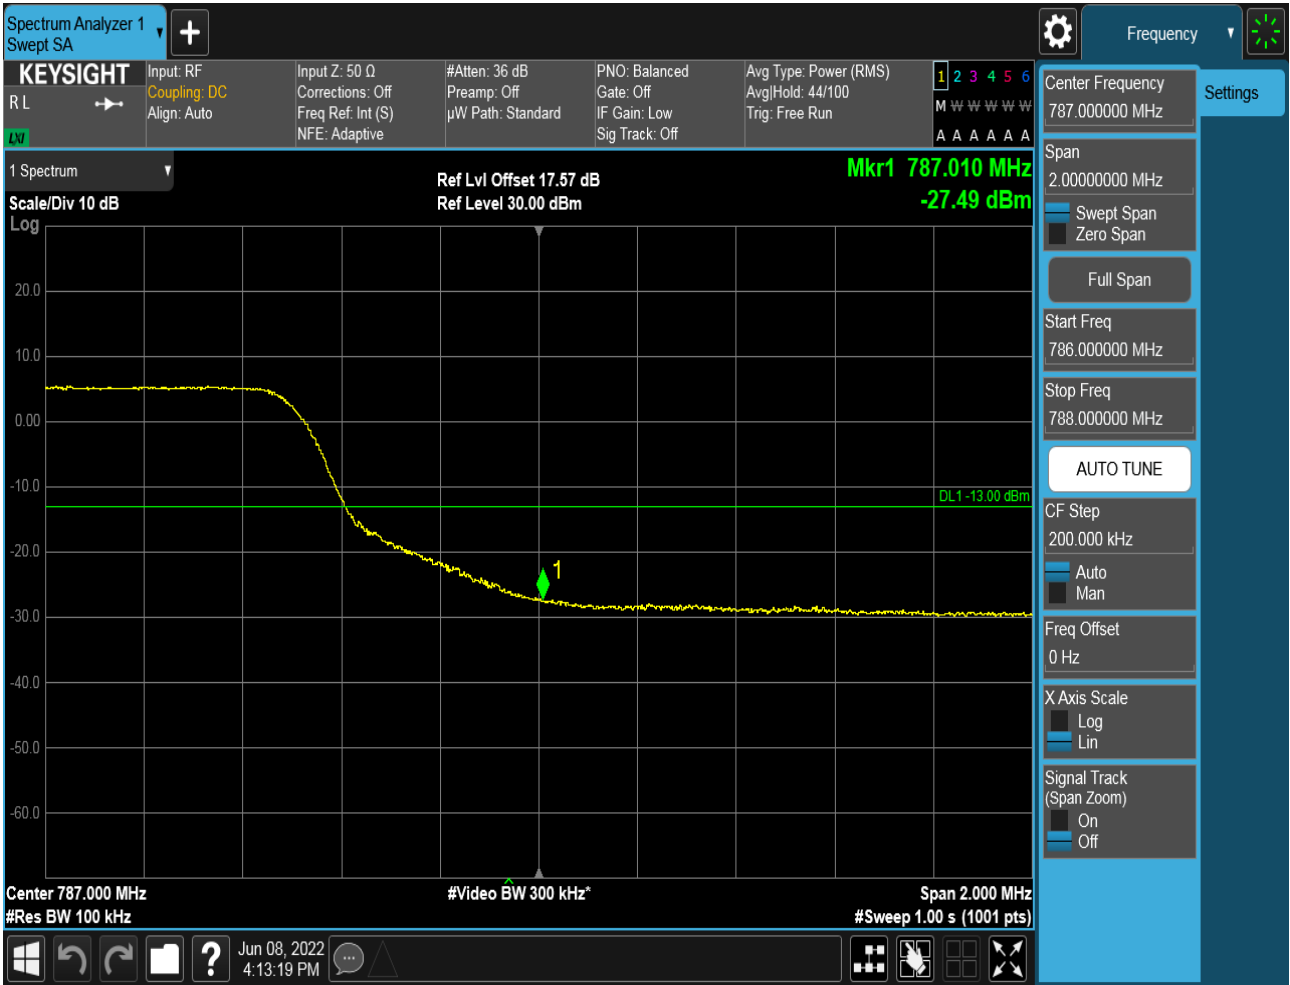 Spectrum Analyzer 1
Swept SA
Frequency
KEYSIGHT
R L
LXI
Input: RF
Coupling: DC
Align: Auto
Input Z: 50 Ω
Corrections: Off
Freq Ref: Int (S)
NFE: Adaptive
#Atten: 36 dB
Preamp: Off
µW Path: Standard
PNO: Balanced
Gate: Off
IF Gain: Low
Sig Track: Off
Avg Type: Power (RMS)
Avg|Hold: 44/100
Trig: Free Run
1 2 3 4 5 6
M W W W W W
A A A A A A
1 Spectrum
Scale/Div 10 dB
Log
Ref Lvl Offset 17.57 dB
Ref Level 30.00 dBm
Mkr1 787.010 MHz
-27.49 dBm
20.0
10.0
0.00
-10.0
-20.0
-30.0
-40.0
-50.0
-60.0
DL1 -13.00 dBm
1
Center 787.000 MHz
#Res BW 100 kHz
#Video BW 300 kHz*
Span 2.000 MHz
#Sweep 1.00 s (1001 pts)
Jun 08, 2022
4:13:19 PM
?
Center Frequency
787.000000 MHz
Span
2.00000000 MHz
Swept Span
Zero Span
Full Span
Start Freq
786.000000 MHz
Stop Freq
788.000000 MHz
AUTO TUNE
CF Step
200.000 kHz
Auto
Man
Freq Offset
0 Hz
X Axis Scale
Log
Lin
Signal Track
(Span Zoom)
On
Off
Settings